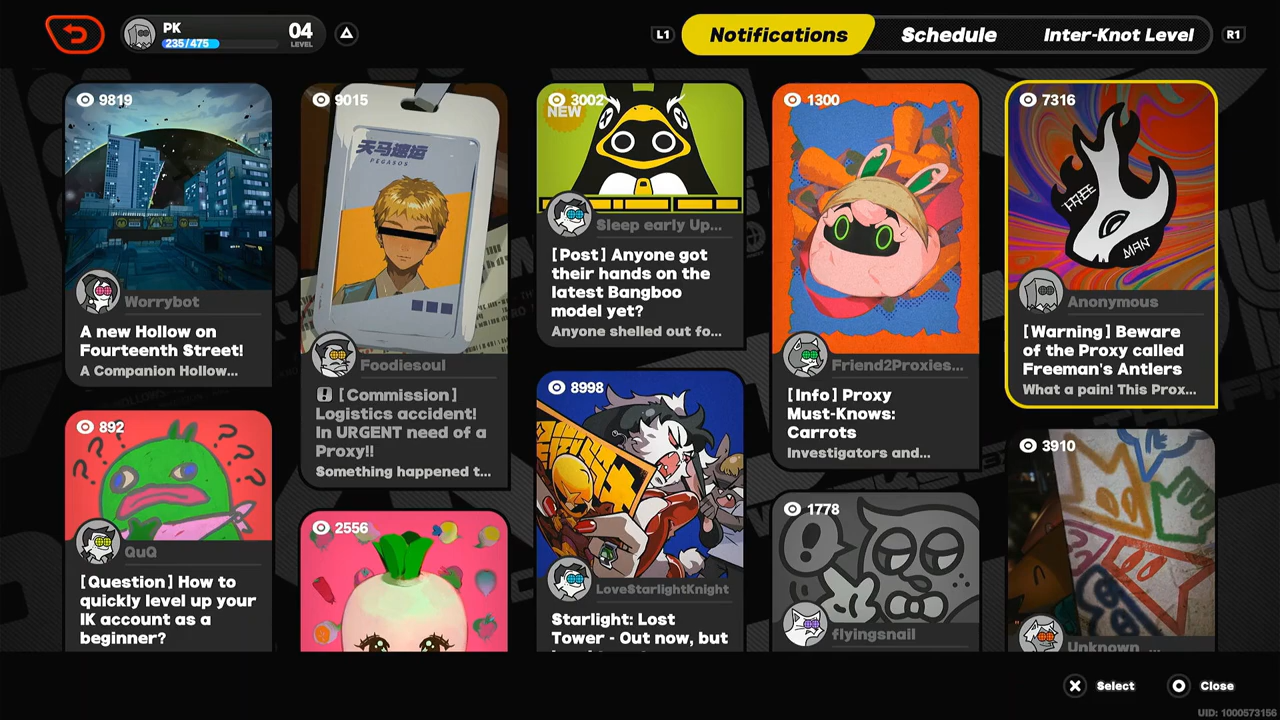 PK
235/475
04
LEVEL
L1
Notifications
Schedule
Inter-Knot Level
R1
9819
Worrybot
A new Hollow on
Fourteenth Street!
A Companion Hollow...
892
QuQ
[Question] How to
quickly level up your
IK account as a
beginner?
9015
天马速运
PEGASOS
Foodiesoul
[Commission]
Logistics accident!
In URGENT need of a
Proxy!!
Something happened t...
2556
3002
NEW
Sleep early Up...
[Post] Anyone got
their hands on the
latest Bangboo
model yet?
Anyone shelled out fo...
8998
LoveStarlightKnight
Starlight: Lost
Tower - Out now, but
1300
Friend2Proxies...
[Info] Proxy
Must-Knows:
Carrots
Investigators and...
1778
flyingsnail
7316
FREE
MAN
Anonymous
[Warning] Beware
of the Proxy called
Freeman's Antlers
What a pain! This Prox...
3910
Unknown ...
Select
Close
UID: 1000573156